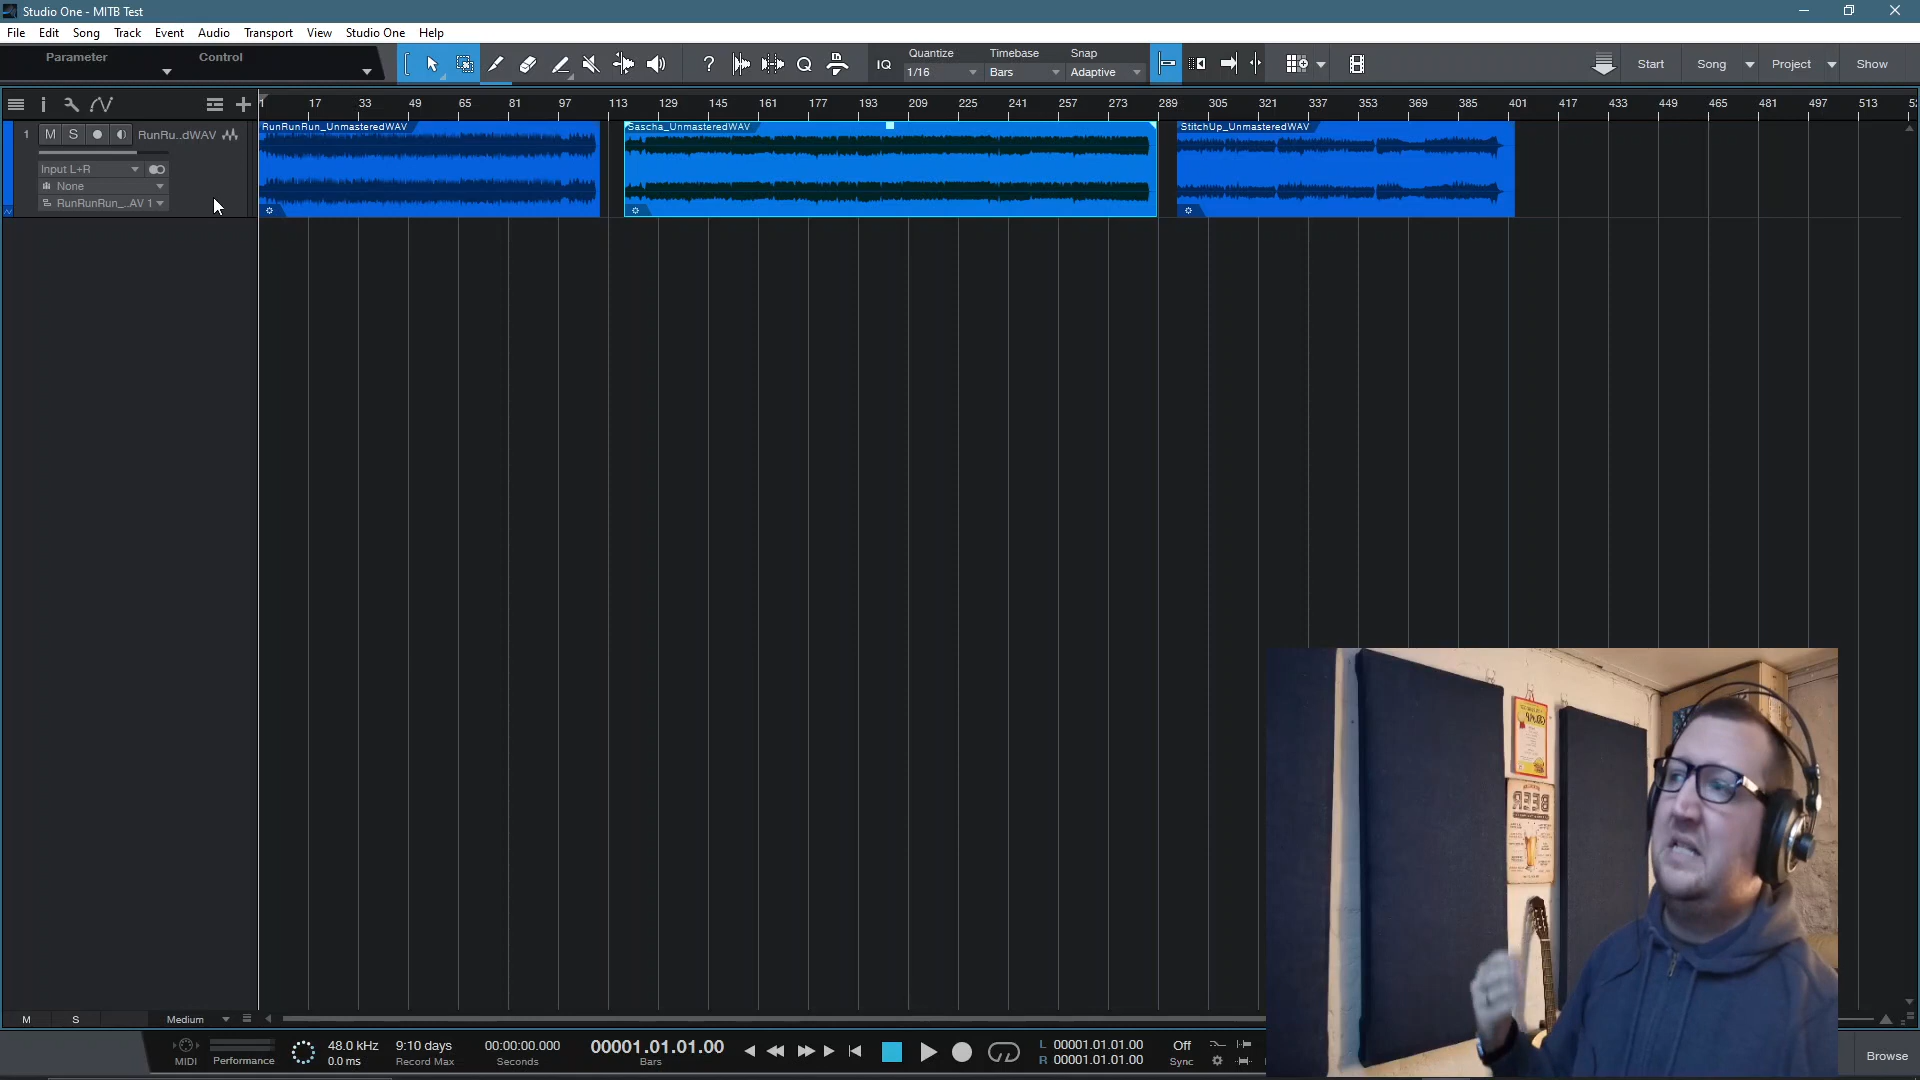 Studio One - MITB Test
File Edit Song Track Event Audio Transport View Studio One Help
Parameter Control
IQ Quantize 1/16 Timebase Bars Snap Adaptive
Start Song Project Show
1 17 33 49 65 81 97 113 129 145 161 177 193 209 225 241 257 273 289 305 321 337 353 369 385 401 417 433 449 465 481 497 513
1 M S RunRu..dWAV
Input L+R
None
RunRunRun_..AV 1
RunRunRun_UnmasteredWAV
Sascha_UnmasteredWAV
StitchUp_UnmasteredWAV
BEER
M S Medium
MIDI
Performance
48.0 kHz
0.0 ms
9:10 days
Record Max
00:00:00.000
Seconds
00001.01.01.00
Bars
L 00001.01.01.00
R 00001.01.01.00
Off
Sync
Browse